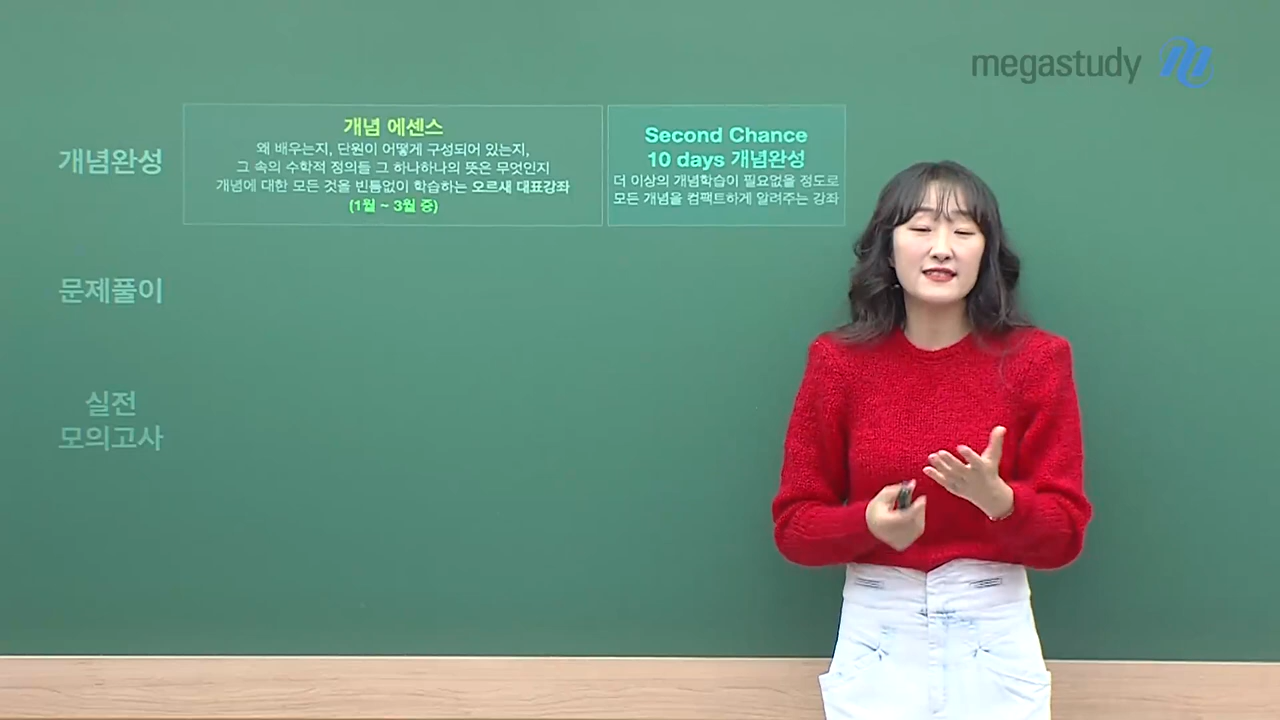 megastudy
개념완성
개념 에센스
왜 배우는지, 단원이 어떻게 구성되어 있는지,
그 속의 수학적 정의들 그 하나하나의 뜻은 무엇인지
개념에 대한 모든 것을 빈틈없이 학습하는 오르새 대표강좌
(1월 ~ 3월 중)
Second Chance
10 days 개념완성
더 이상의 개념학습이 필요없을 정도로
모든 개념을 컴팩트하게 알려주는 강좌
문제풀이
실전
모의고사